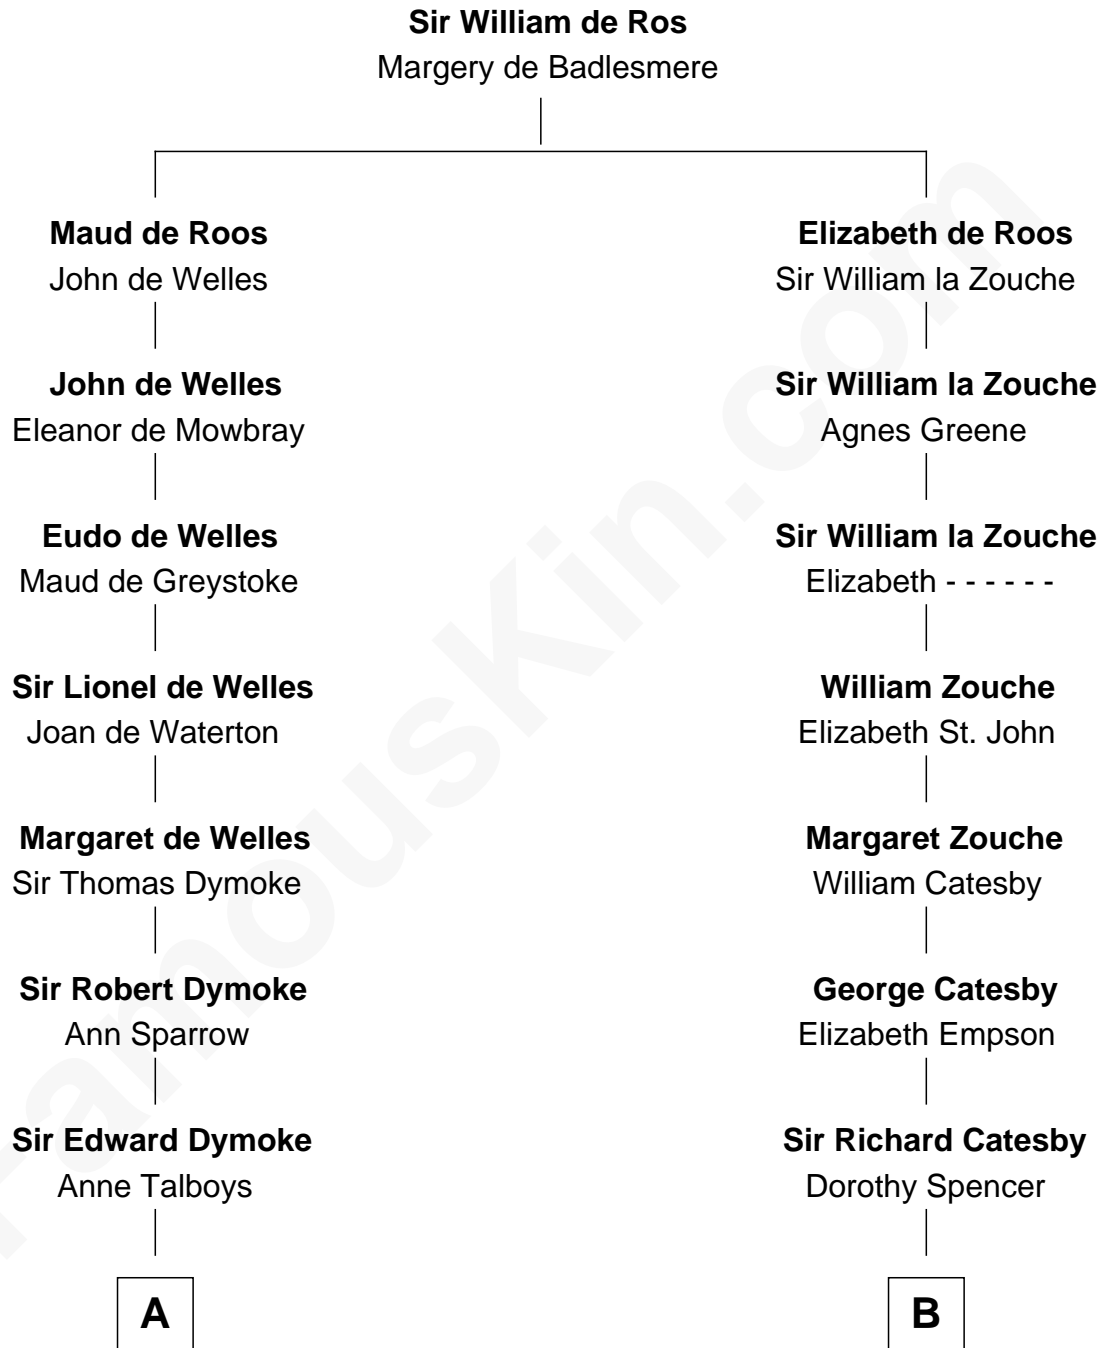 Sir William de Ros
Margery de Badlesmere
Maud de Roos
John de Welles
Elizabeth de Roos
Sir William la Zouche
John de Welles
Eleanor de Mowbray
Sir William la Zouche
Agnes Greene
Eudo de Welles
Maud de Greystoke
Sir William la Zouche
Elizabeth - - - - - -
Sir Lionel de Welles
Joan de Waterton
William Zouche
Elizabeth St. John
Margaret de Welles
Sir Thomas Dymoke
Margaret Zouche
William Catesby
Sir Robert Dymoke
Ann Sparrow
George Catesby
Elizabeth Empson
Sir Edward Dymoke
Anne Talboys
Sir Richard Catesby
Dorothy Spencer
A
B
FamousKin.com